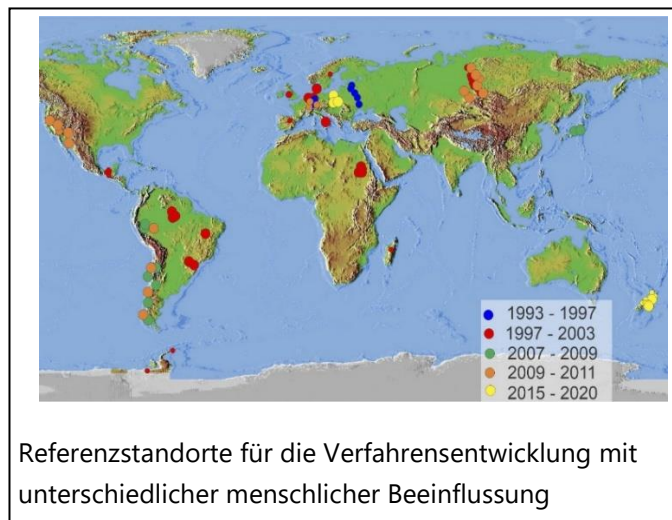 1993 - 1997
1997 - 2003
2007 - 2009
2009 - 2011
2015 - 2020
Referenzstandorte für die Verfahrensentwicklung mit
unterschiedlicher menschlicher Beeinflussung